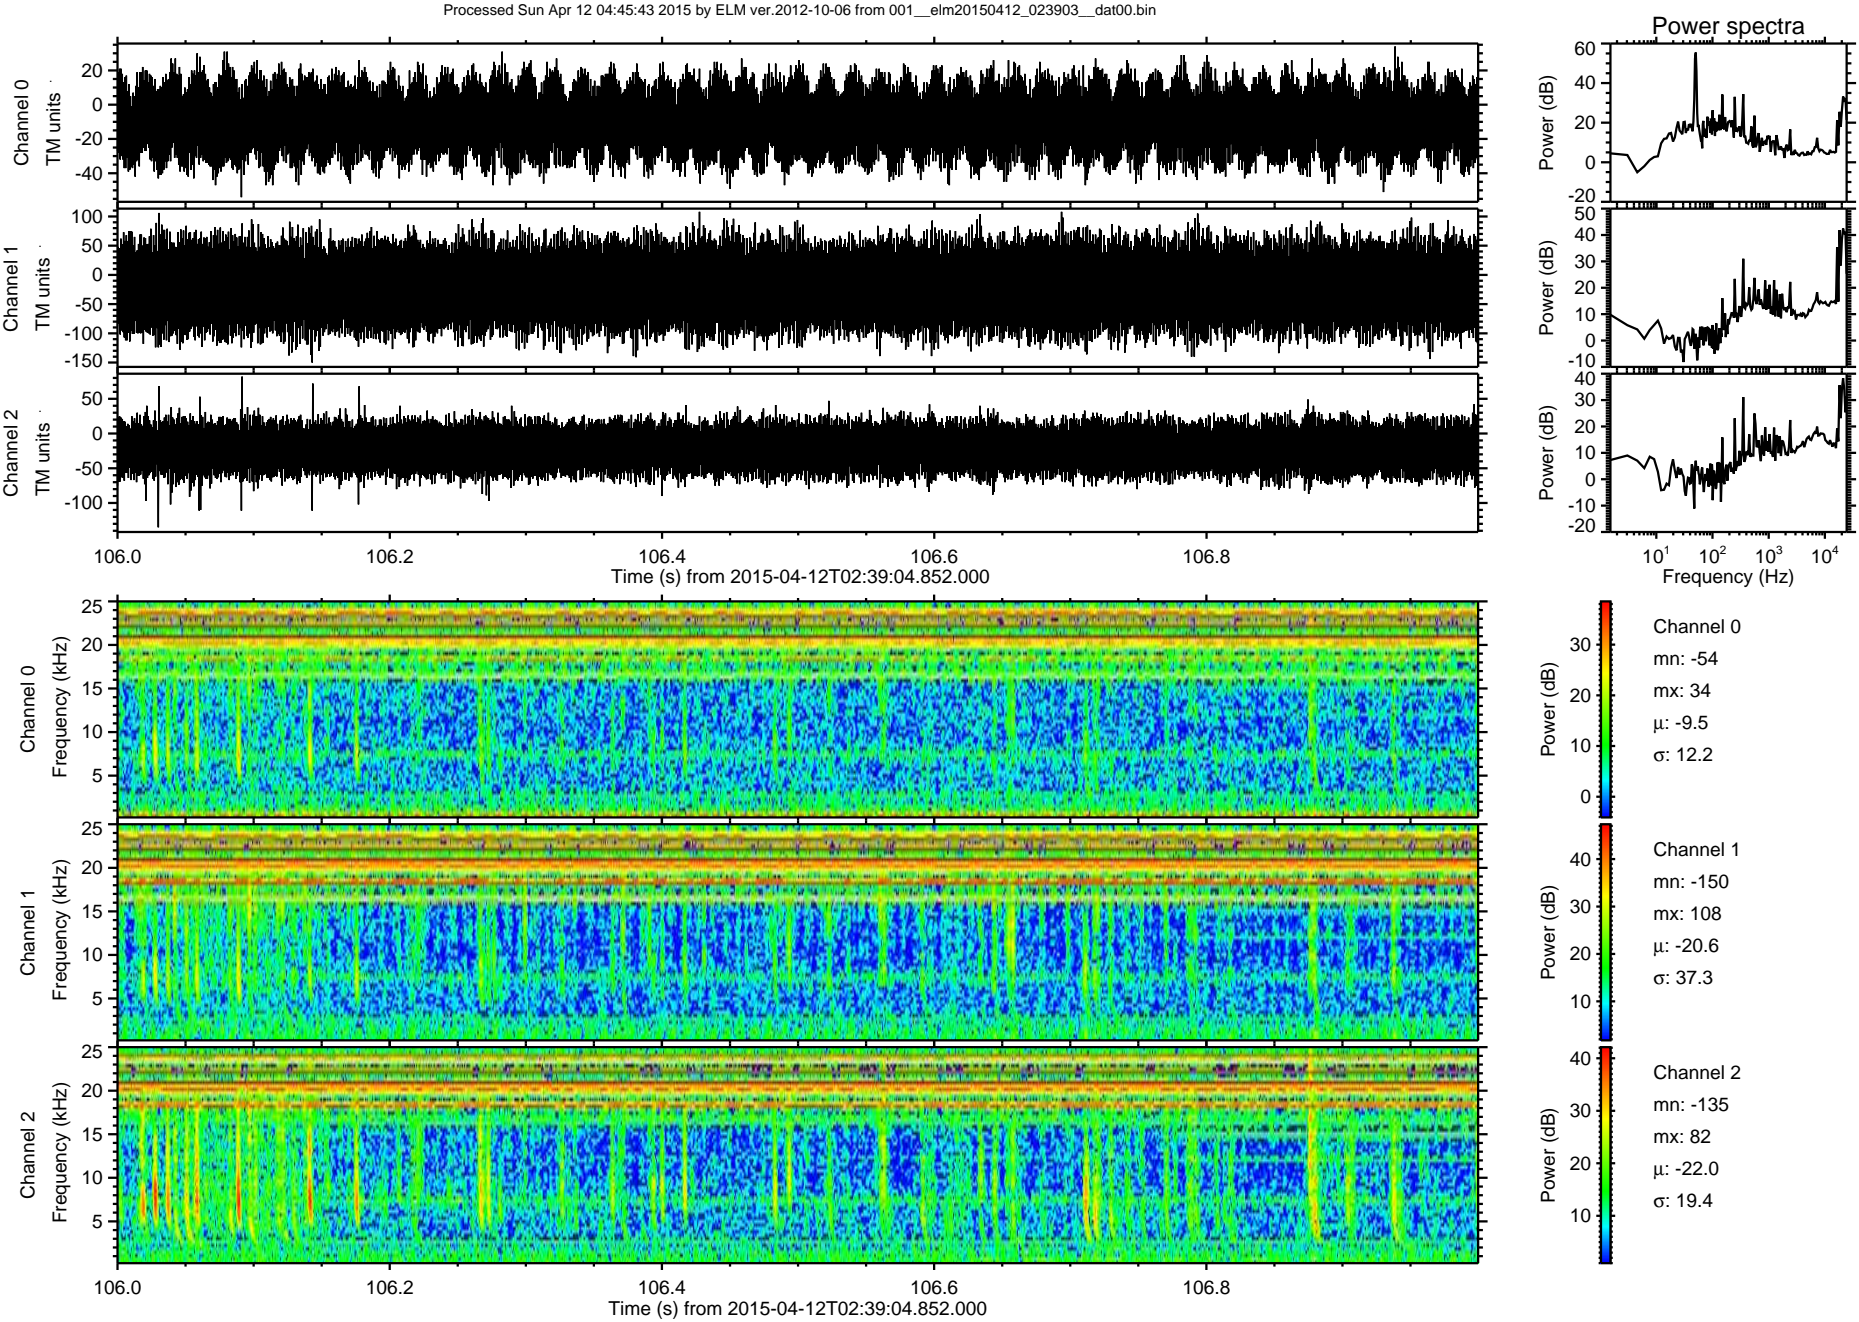 Processed Sun Apr 12 04:45:43 2015 by ELM ver.2012-10-06 from 001__elm20150412_023903__dat00.bin
Power spectra
Channel 0
TM units
20
0
-20
-40
Power (dB)
60
40
20
0
-20
Channel 1
TM units
100
50
0
-50
-100
-150
Power (dB)
50
40
30
20
10
0
-10
Channel 2
TM units
50
0
-50
-100
Power (dB)
40
30
20
10
0
-10
-20
106.0 106.2 106.4 106.6 106.8
Time (s) from 2015-04-12T02:39:04.852.000
10¹ 10² 10³ 10⁴
Frequency (Hz)
Channel 0
Frequency (kHz)
25
20
15
10
5
Power (dB)
30
20
10
0
Channel 0
mn: -54
mx: 34
μ: -9.5
σ: 12.2
Channel 1
Frequency (kHz)
25
20
15
10
5
Power (dB)
40
30
20
10
Channel 1
mn: -150
mx: 108
μ: -20.6
σ: 37.3
Channel 2
Frequency (kHz)
25
20
15
10
5
Power (dB)
40
30
20
10
Channel 2
mn: -135
mx: 82
μ: -22.0
σ: 19.4
106.0 106.2 106.4 106.6 106.8
Time (s) from 2015-04-12T02:39:04.852.000